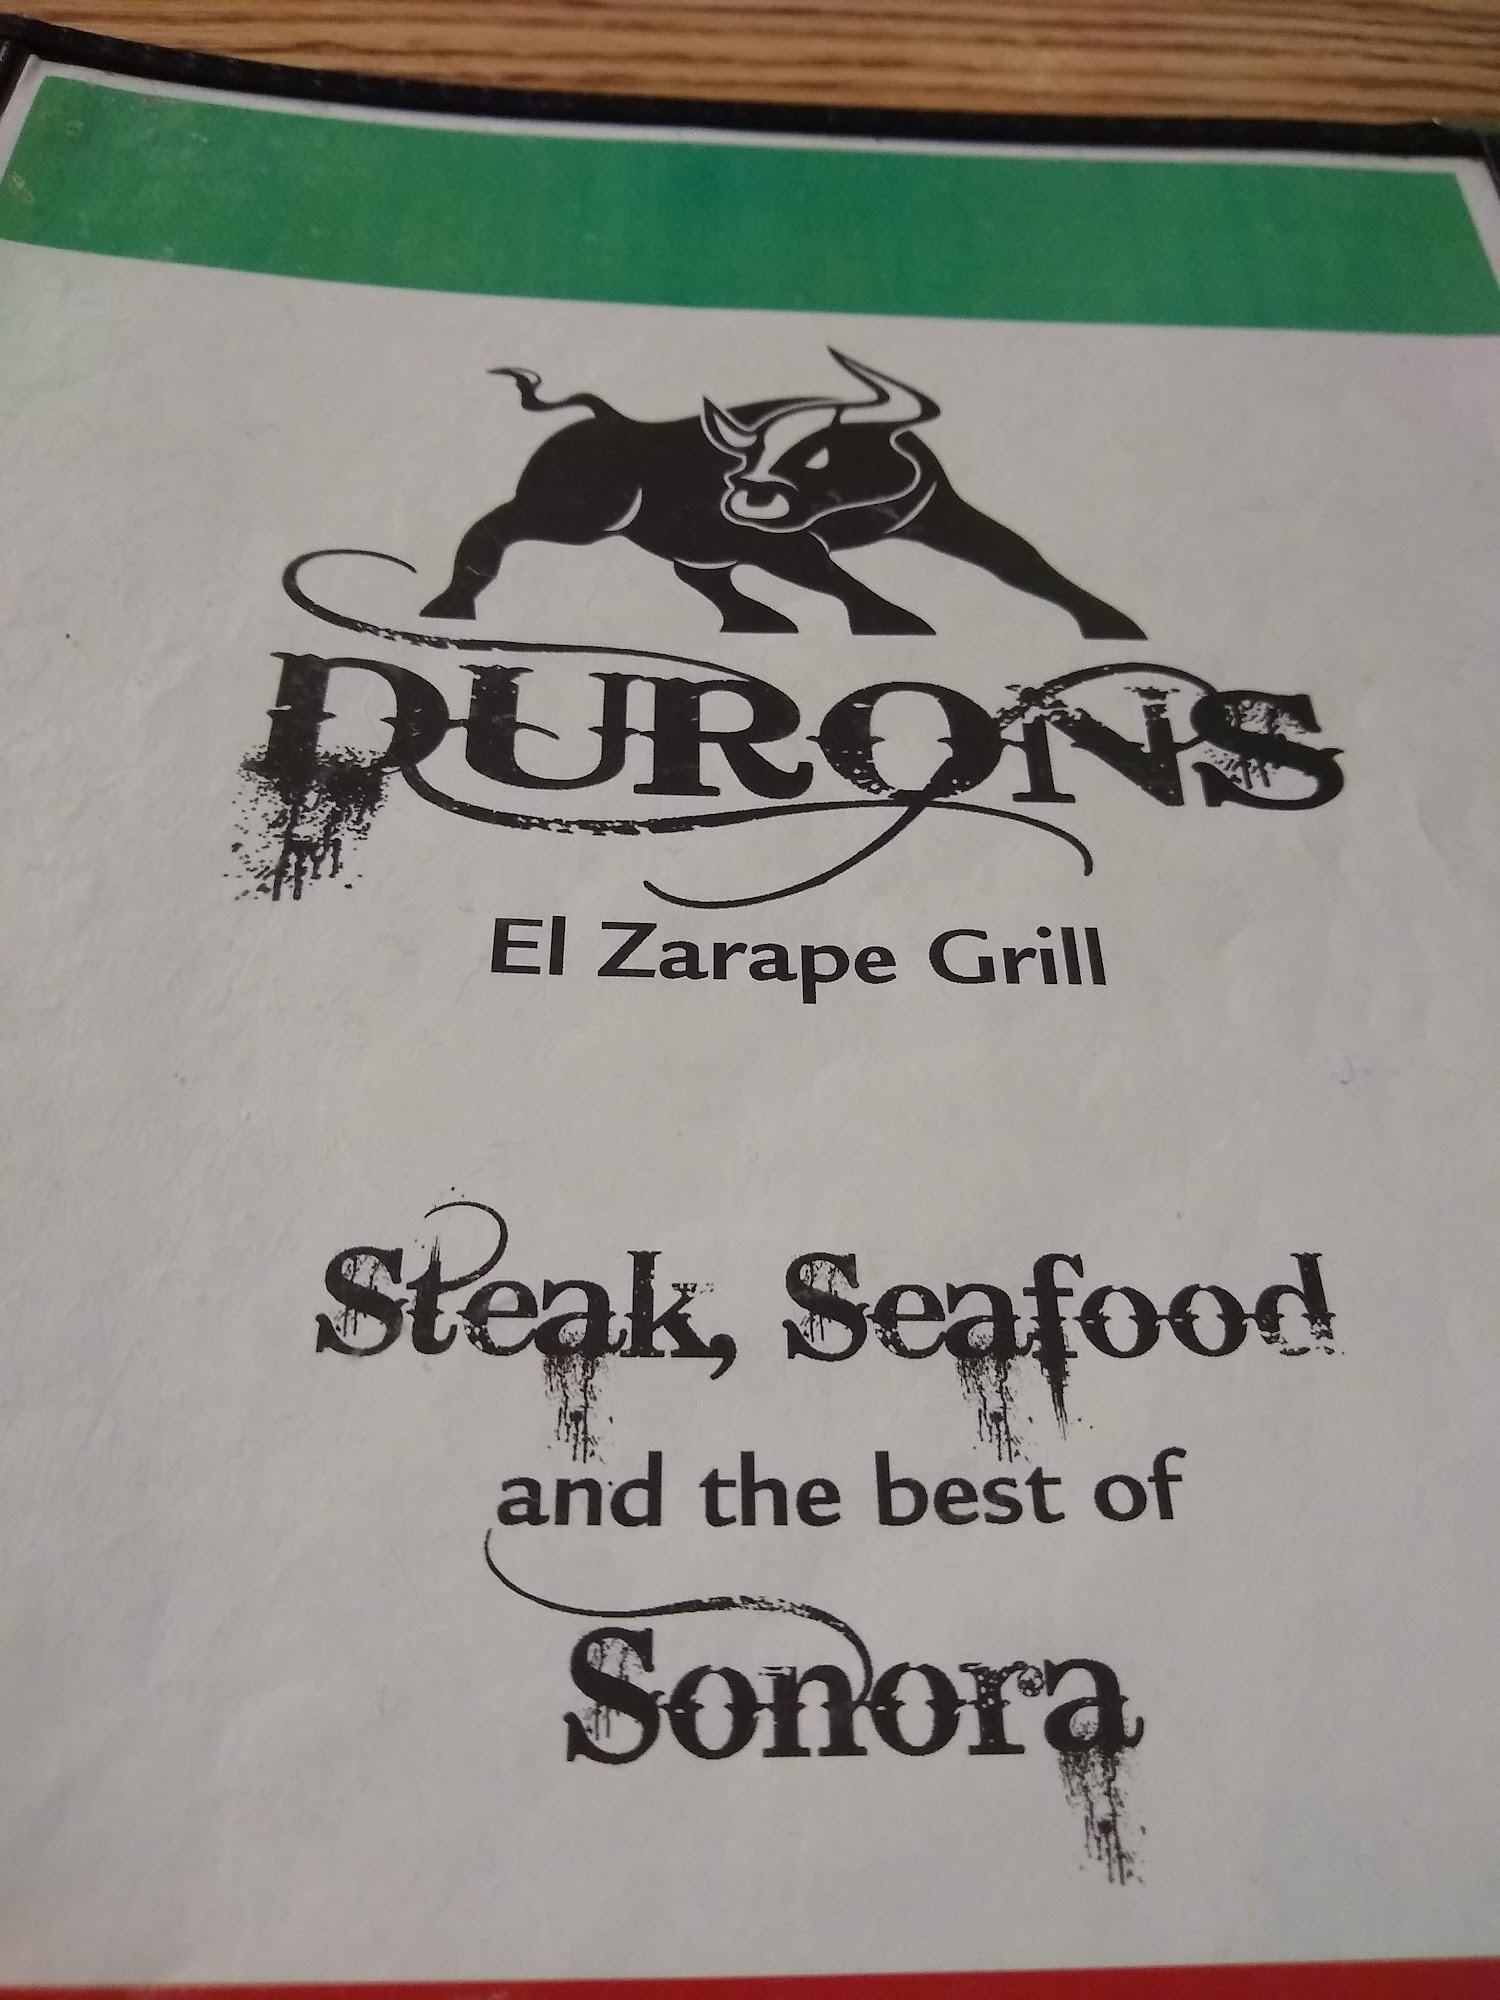 DURONS
El Zarape Grill
Steak, Seafood
and the best of
Sonora